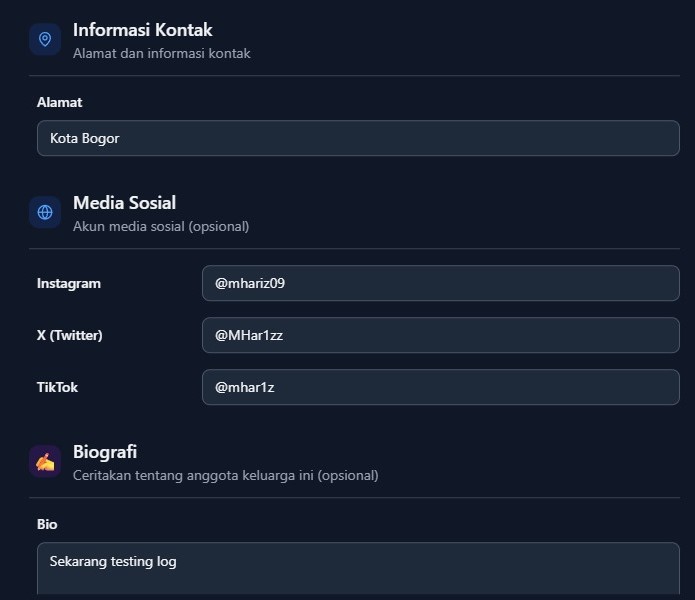 Informasi Kontak
Alamat dan informasi kontak
Alamat
Kota Bogor
Media Sosial
Akun media sosial (opsional)
Instagram
@mhariz09
X (Twitter)
@MHar1zz
TikTok
@mhar1z
Biografi
Ceritakan tentang anggota keluarga ini (opsional)
Bio
Sekarang testing log